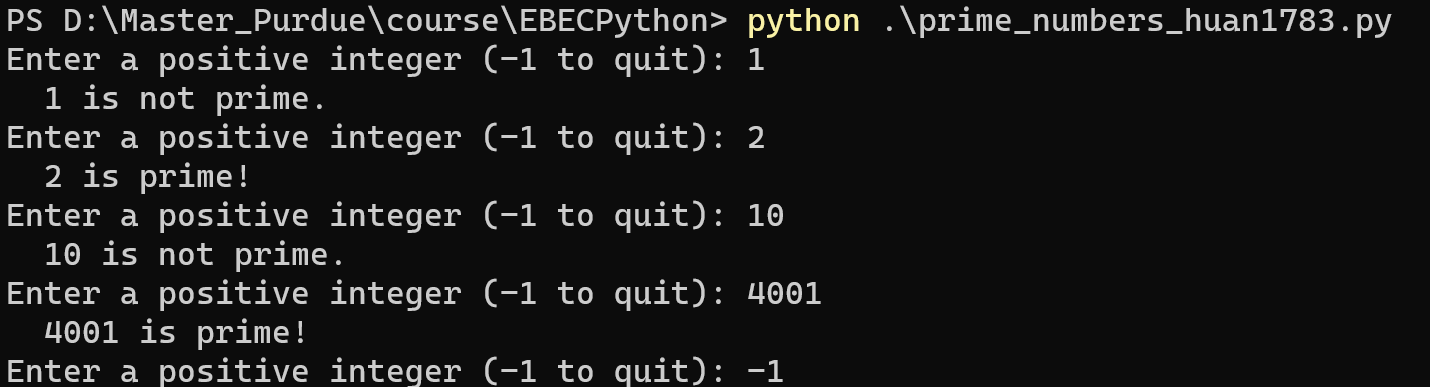 PS D:\Master_Purdue\course\EBECPython> python .\prime_numbers_huan1783.py
Enter a positive integer (-1 to quit): 1
  1 is not prime.
Enter a positive integer (-1 to quit): 2
  2 is prime!
Enter a positive integer (-1 to quit): 10
  10 is not prime.
Enter a positive integer (-1 to quit): 4001
  4001 is prime!
Enter a positive integer (-1 to quit): -1